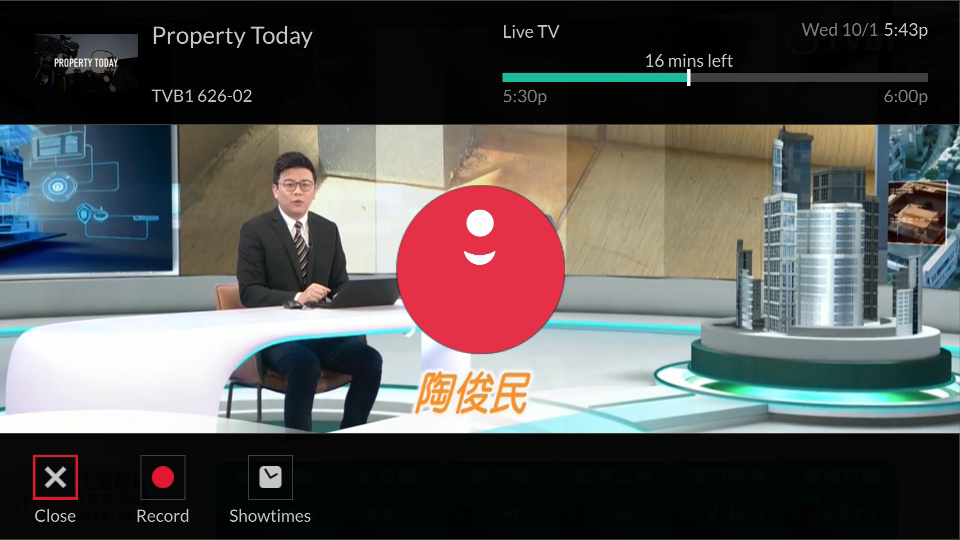 PROPERTY TODAY
Property Today
TVB1 626-02
Live TV
Wed 10/1 5:43p
16 mins left
5:30p
6:00p
陶俊民
Close
Record
Showtimes